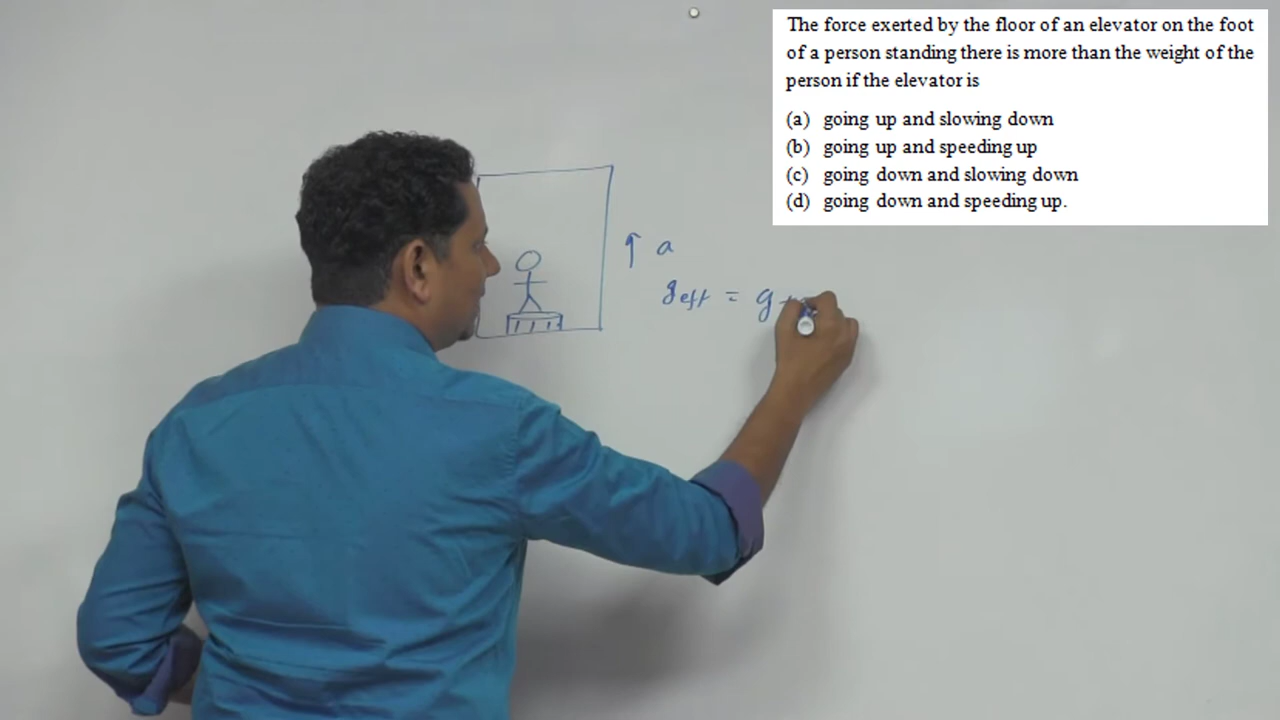 The force exerted by the floor of an elevator on the foot
of a person standing there is more than the weight of the
person if the elevator is
(a) going up and slowing down
(b) going up and speeding up
(c) going down and slowing down
(d) going down and speeding up.
↑ a
geff = g +